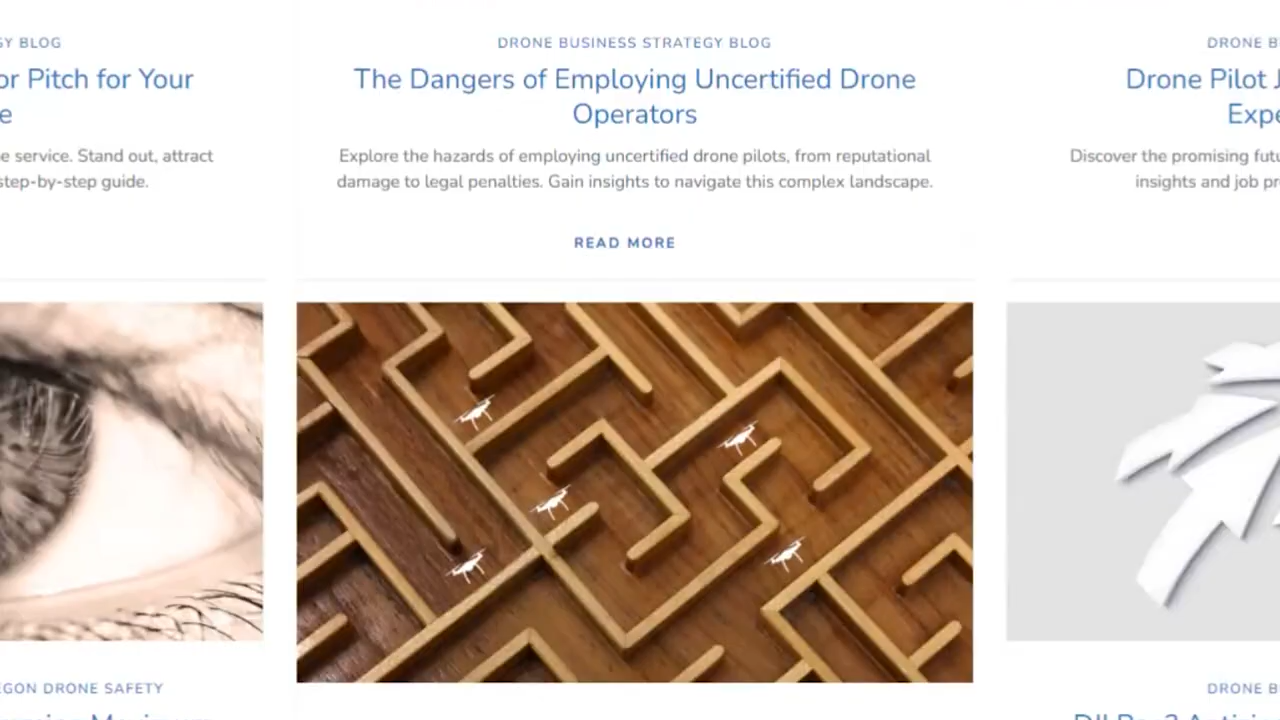 GY BLOG
or Pitch for Your
e
e service. Stand out, attract
step-by-step guide.
DRONE BUSINESS STRATEGY BLOG
The Dangers of Employing Uncertified Drone
Operators
Explore the hazards of employing uncertified drone pilots, from reputational
damage to legal penalties. Gain insights to navigate this complex landscape.
READ MORE
DRONE B
Drone Pilot J
Expe
Discover the promising futu
insights and job pr
EGON DRONE SAFETY
DRONE B